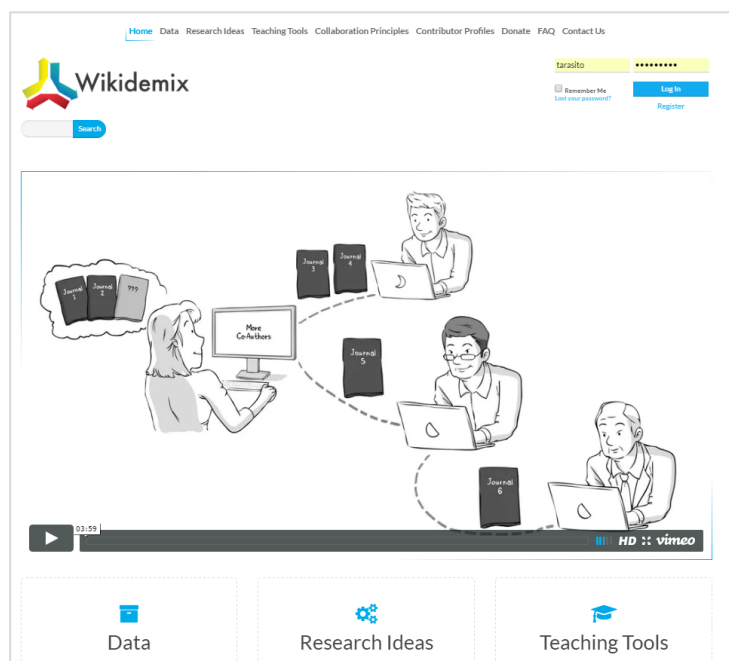 Home Data Research Ideas Teaching Tools Collaboration Principles Contributor Profiles Donate FAQ Contact Us
Wikidemix
tarasito •••••••••
Remember Me
Log In
Lost your password?
Register
Search
Journal 1
Journal 2
???
More
Co-Authors
Journal 3
Journal 4
Journal 5
Journal 6
03:59
HD vimeo
Data Research Ideas Teaching Tools